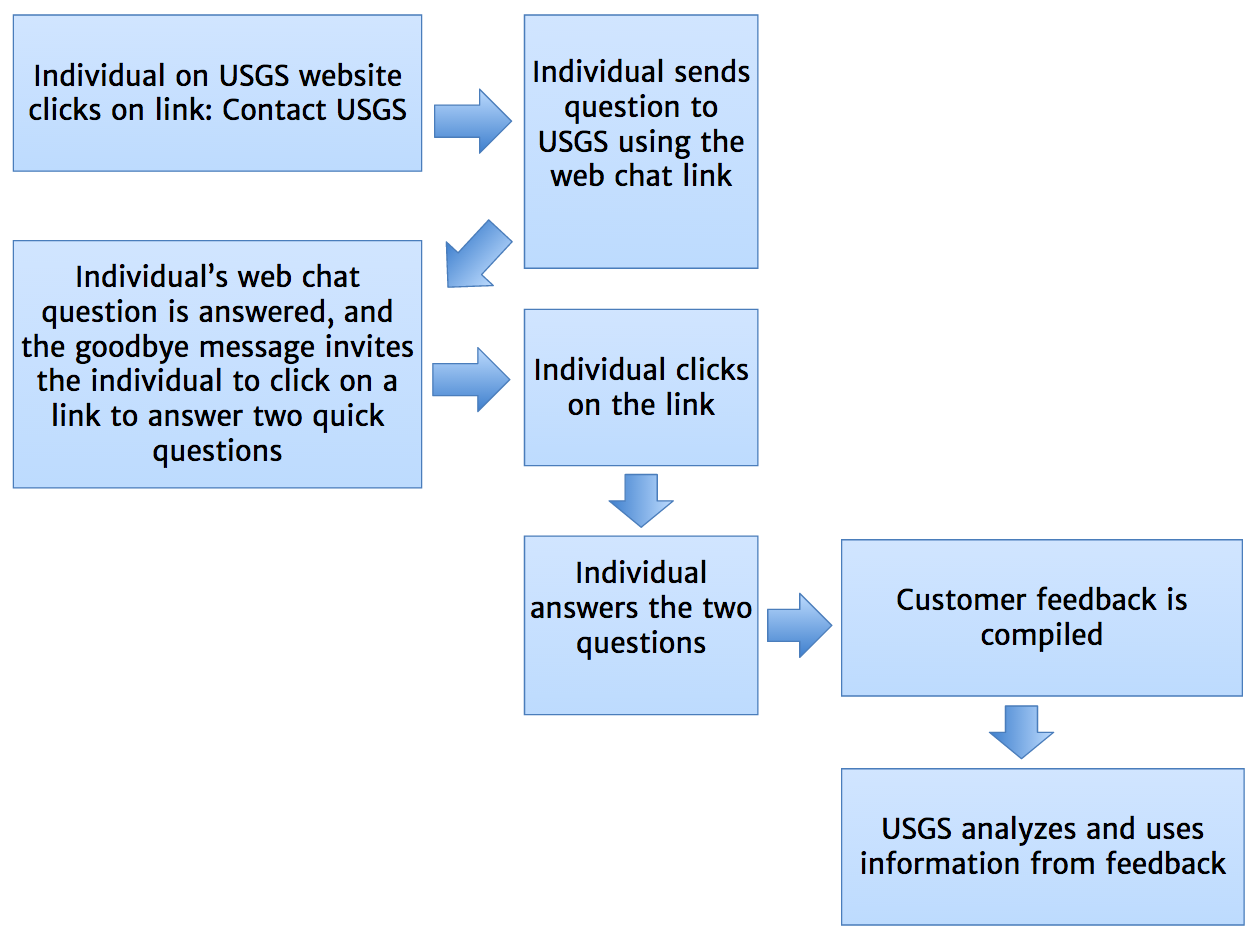 Individual on USGS website
clicks on link: Contact USGS
Individual sends
question to
USGS using the
web chat link
Individual’s web chat
question is answered, and
the goodbye message invites
the individual to click on a
link to answer two quick
questions
Individual clicks
on the link
Individual
answers the two
questions
Customer feedback is
compiled
USGS analyzes and uses
information from feedback